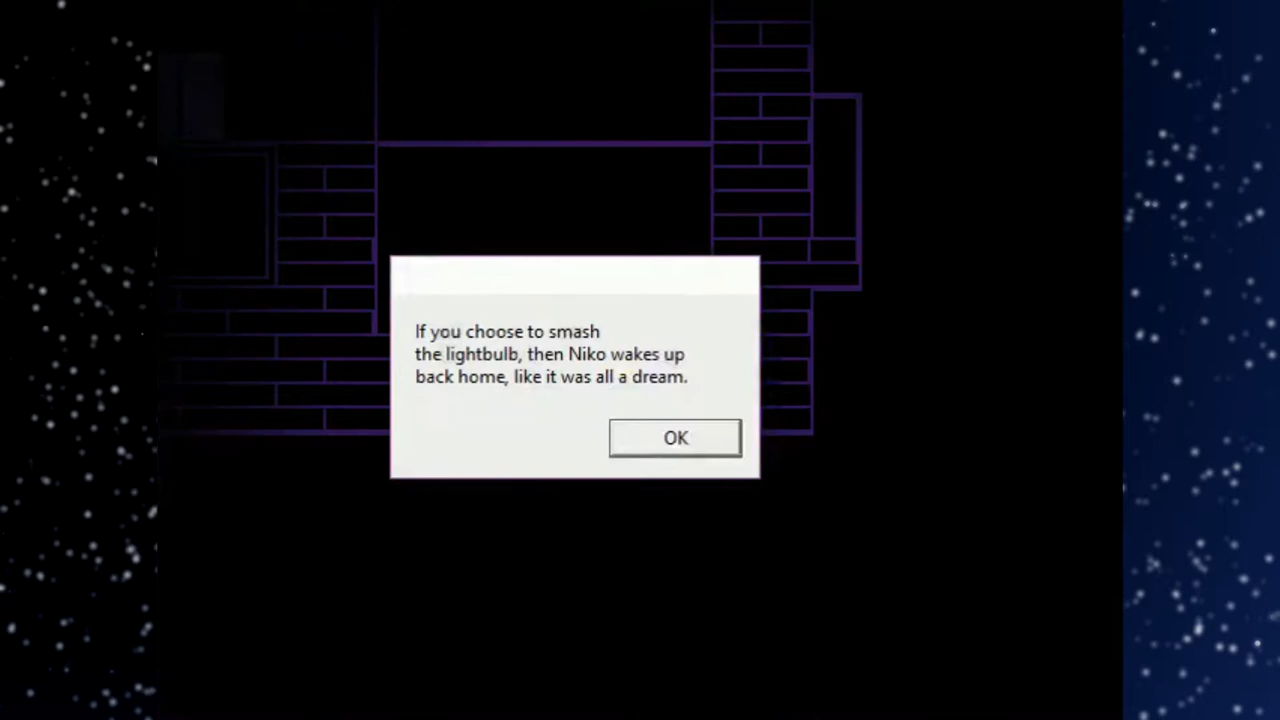 If you choose to smash
the lightbulb, then Niko wakes up
back home, like it was all a dream.
OK